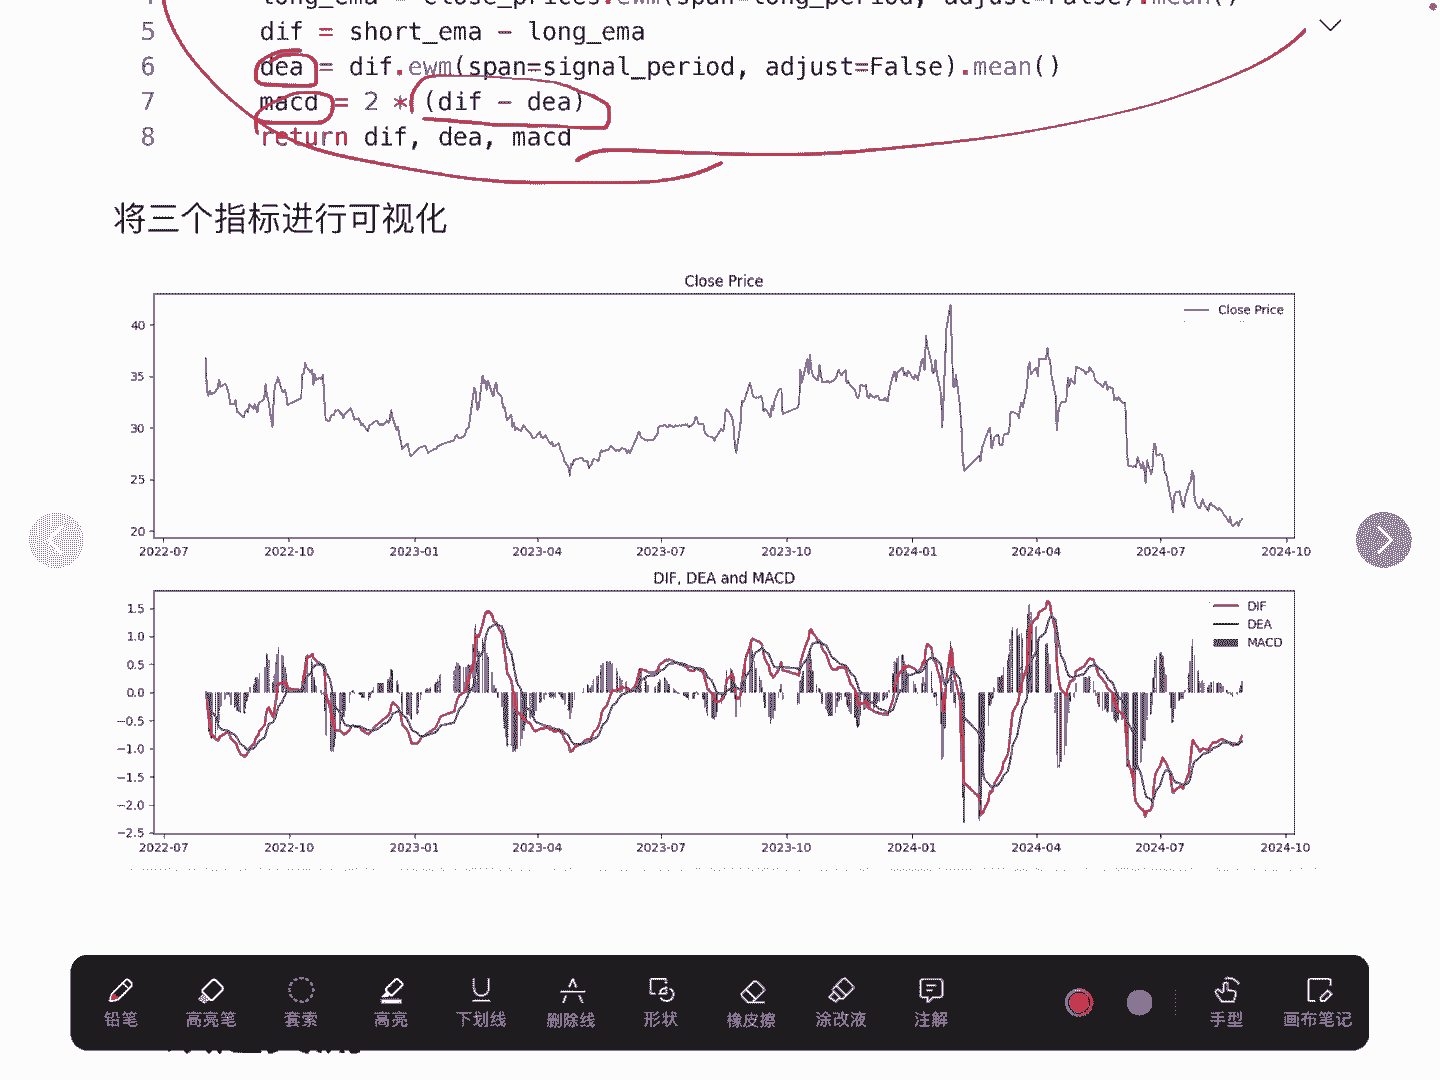 4 long_ema = close_prices.ewm(span=long_period, adjust=False).mean()
5 dif = short_ema - long_ema
6 dea = dif.ewm(span=signal_period, adjust=False).mean()
7 macd = 2 * (dif - dea)
8 return dif, dea, macd
将三个指标进行可视化
Close Price
Close Price
40
35
30
25
20
2022-07 2022-10 2023-01 2023-04 2023-07 2023-10 2024-01 2024-04 2024-07 2024-10
DIF, DEA and MACD
DIF
DEA
MACD
1.5
1.0
0.5
0.0
−0.5
−1.0
−1.5
−2.0
−2.5
2022-07 2022-10 2023-01 2023-04 2023-07 2023-10 2024-01 2024-04 2024-07 2024-10
铅笔 高亮笔 套索 高亮 下划线 删除线 形状 橡皮擦 涂改液 注解 手型 画布笔记